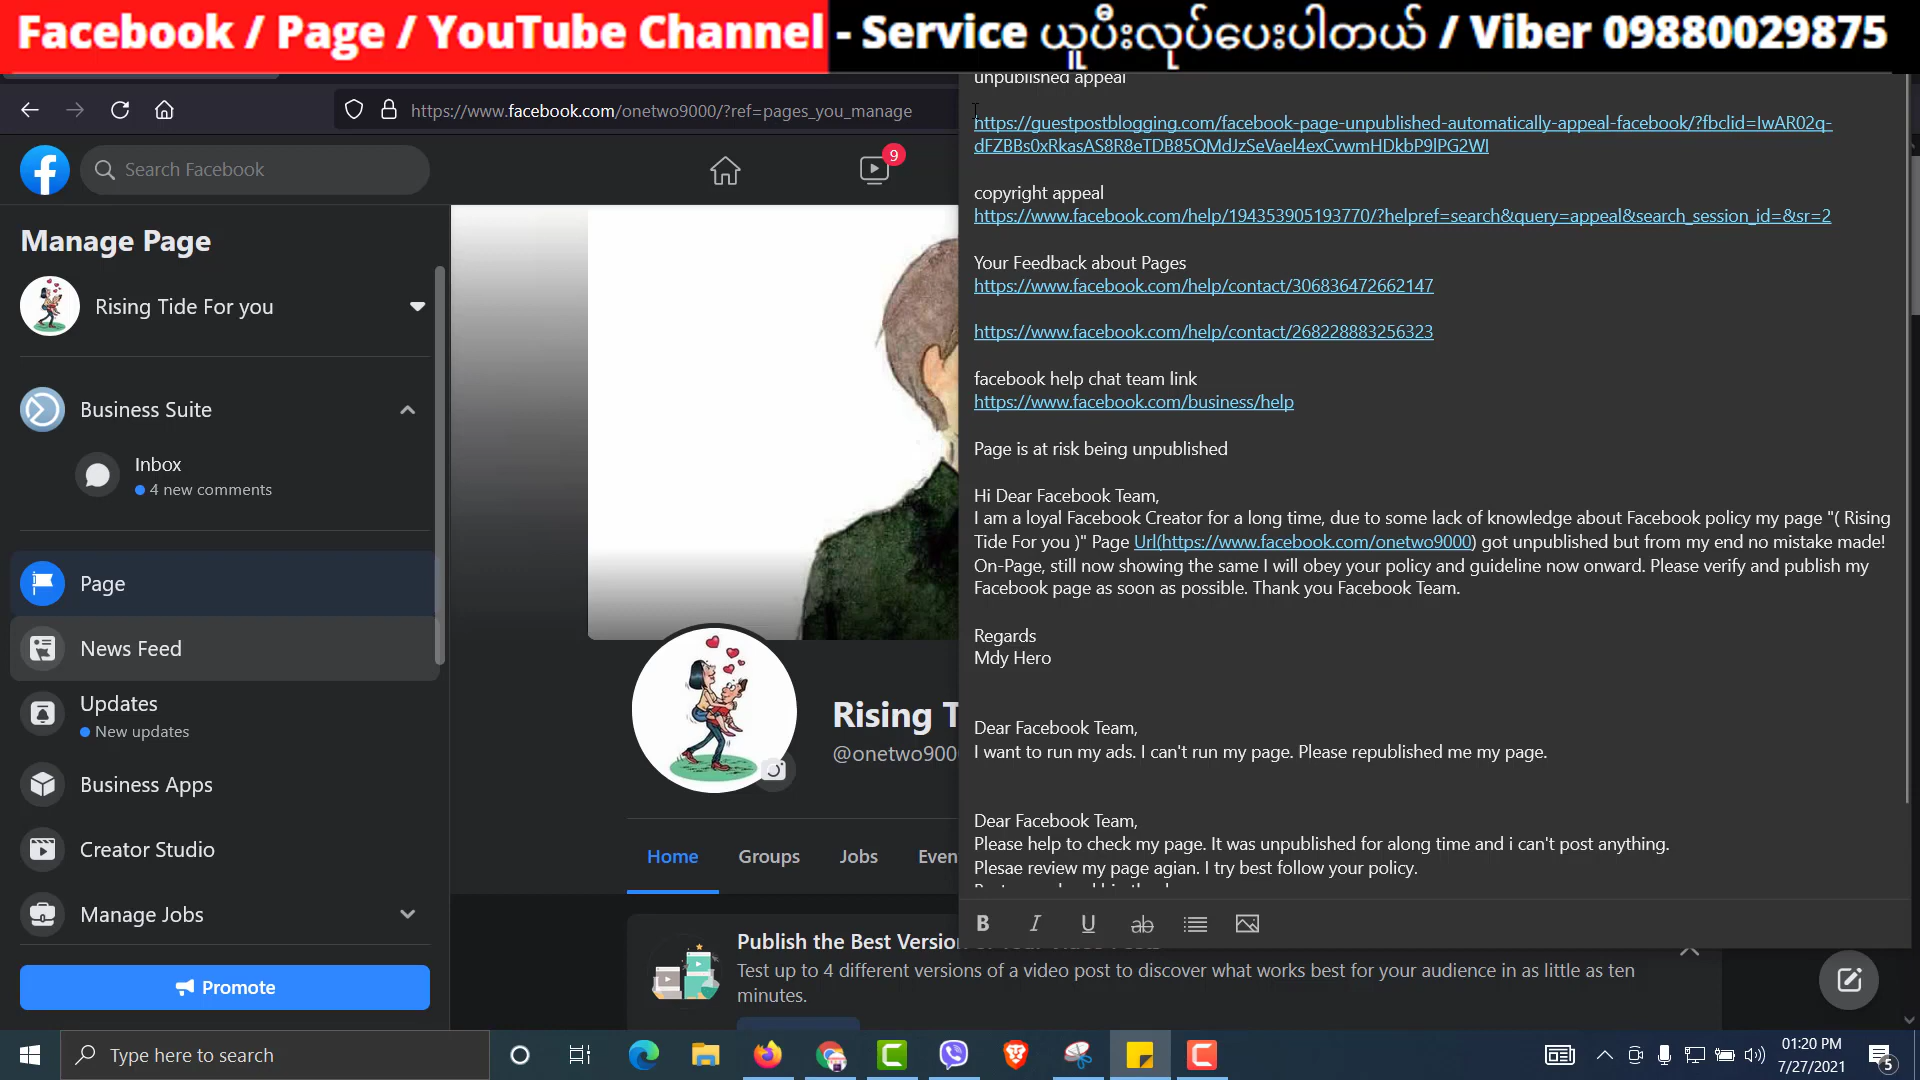 Facebook / Page / YouTube Channel - Service ယူပီးလုပ်ပေးပါတယ် / Viber 09880029875
https://www.facebook.com/onetwo9000/?ref=pages_you_manage
Search Facebook
9
Manage Page
Rising Tide For you
Business Suite
Inbox
4 new comments
Page
News Feed
Updates
New updates
Business Apps
Creator Studio
Manage Jobs
Promote
Rising T
@onetwo900
Home
Groups
Jobs
Even
Publish the Best Versio
Test up to 4 different versions of a video post to discover what works best for your audience in as little as ten
minutes.
unpublished appeal
https://guestpostblogging.com/facebook-page-unpublished-automatically-appeal-facebook/?fbclid=IwAR02q-
dFZBBs0xRkasAS8R8eTDB85QMdJzSeVael4exCvwmHDkbP9lPG2WI
copyright appeal
https://www.facebook.com/help/194353905193770/?helpref=search&query=appeal&search_session_id=&sr=2
Your Feedback about Pages
https://www.facebook.com/help/contact/306836472662147
https://www.facebook.com/help/contact/268228883256323
facebook help chat team link
https://www.facebook.com/business/help
Page is at risk being unpublished
Hi Dear Facebook Team,
I am a loyal Facebook Creator for a long time, due to some lack of knowledge about Facebook policy my page "( Rising
Tide For you )" Page Url(https://www.facebook.com/onetwo9000) got unpublished but from my end no mistake made!
On-Page, still now showing the same I will obey your policy and guideline now onward. Please verify and publish my
Facebook page as soon as possible. Thank you Facebook Team.
Regards
Mdy Hero
Dear Facebook Team,
I want to run my ads. I can't run my page. Please republished me my page.
Dear Facebook Team,
Please help to check my page. It was unpublished for along time and i can't post anything.
Plesae review my page agian. I try best follow your policy.
B I U ab
Type here to search
01:20 PM
7/27/2021
5